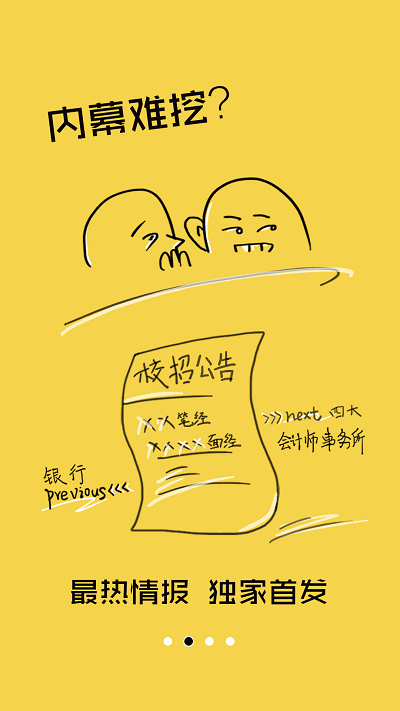 内幕难挖？
校招公告
XXX笔经
XXXX面经
>>>next 四大
会计师事务所
银行
previous<<<
最热情报 独家首发